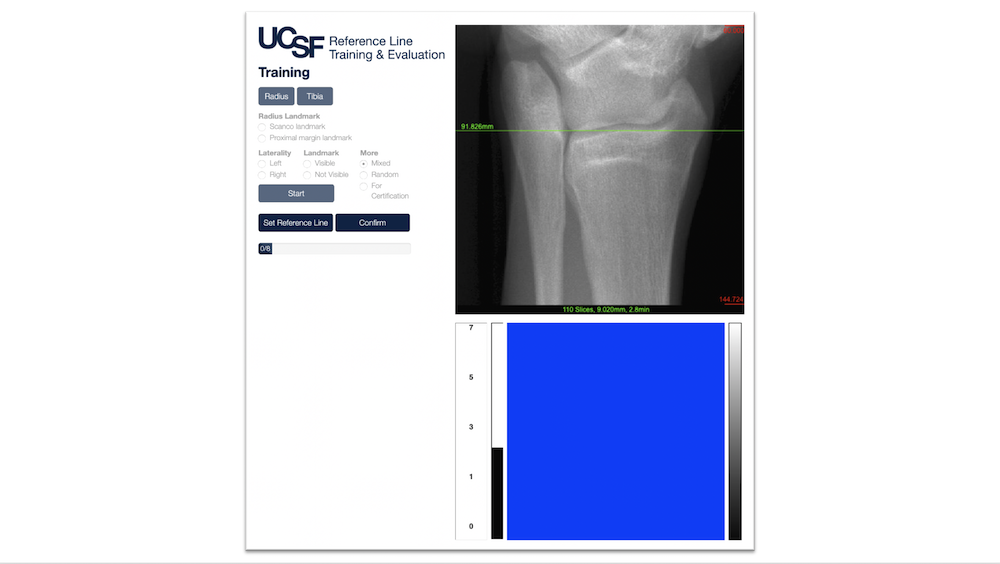 UCSF Reference Line
Training & Evaluation
Training
Radius Tibia
Radius Landmark
Scanco landmark
Proximal margin landmark
Laterality Landmark More
Left Visible Mixed
Right Not Visible Random
For
Certification
Start
Set Reference Line Confirm
0/8
91.826mm
144.724
110 Slices, 9.020mm, 2.8min
7
5
3
1
0